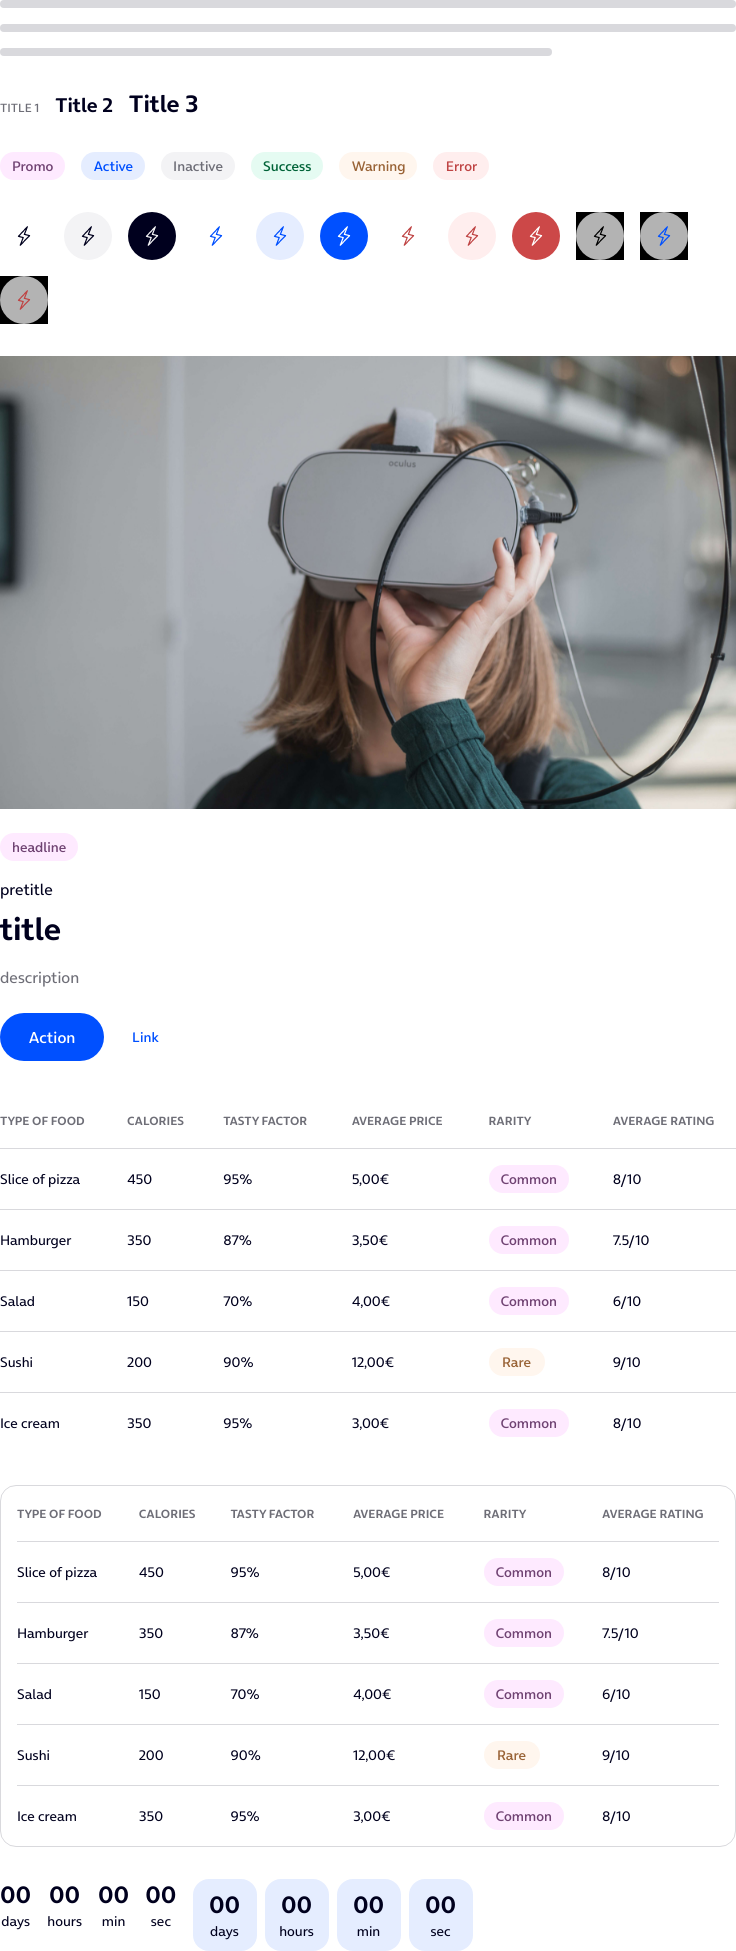 TITLE 1 Title 2 Title 3
Promo Active Inactive Success Warning Error
oculus
headline
pretitle
title
description
Action Link
TYPE OF FOOD CALORIES TASTY FACTOR AVERAGE PRICE RARITY AVERAGE RATING
Slice of pizza 450 95% 5,00€ Common 8/10
Hamburger 350 87% 3,50€ Common 7.5/10
Salad 150 70% 4,00€ Common 6/10
Sushi 200 90% 12,00€ Rare 9/10
Ice cream 350 95% 3,00€ Common 8/10
TYPE OF FOOD CALORIES TASTY FACTOR AVERAGE PRICE RARITY AVERAGE RATING
Slice of pizza 450 95% 5,00€ Common 8/10
Hamburger 350 87% 3,50€ Common 7.5/10
Salad 150 70% 4,00€ Common 6/10
Sushi 200 90% 12,00€ Rare 9/10
Ice cream 350 95% 3,00€ Common 8/10
00 00 00 00 00 00 00 00
days hours min sec days hours min sec